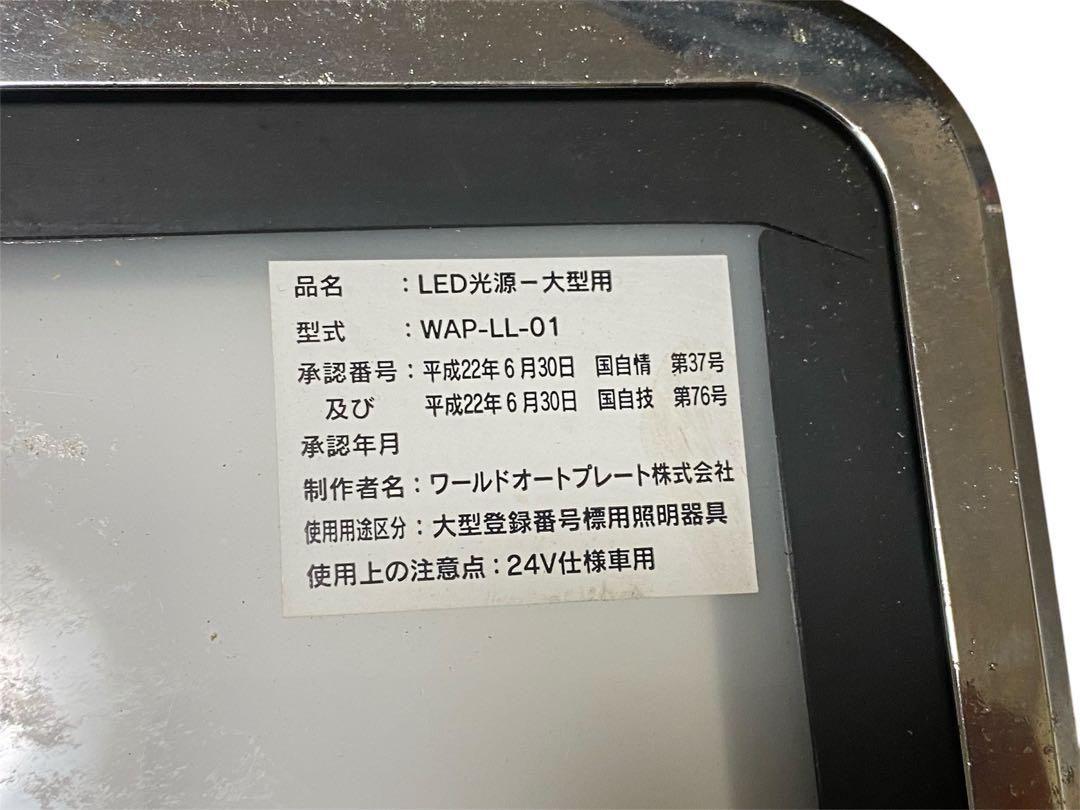 品名　　：LED光源－大型用
型式　　：WAP-LL-01
承認番号：平成22年6月30日　国自情　第37号
及び　　平成22年6月30日　国自技　第76号
承認年月
制作者名：ワールドオートプレート株式会社
使用用途区分：大型登録番号標用照明器具
使用上の注意点：24V仕様車用